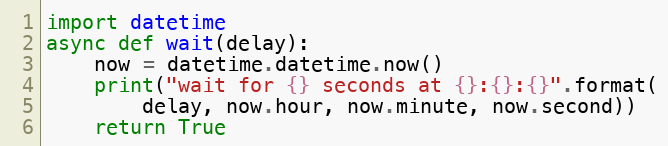 1 import datetime
2 async def wait(delay):
3     now = datetime.datetime.now()
4     print("wait for {} seconds at {}:{}:{}".format(
5         delay, now.hour, now.minute, now.second))
6     return True